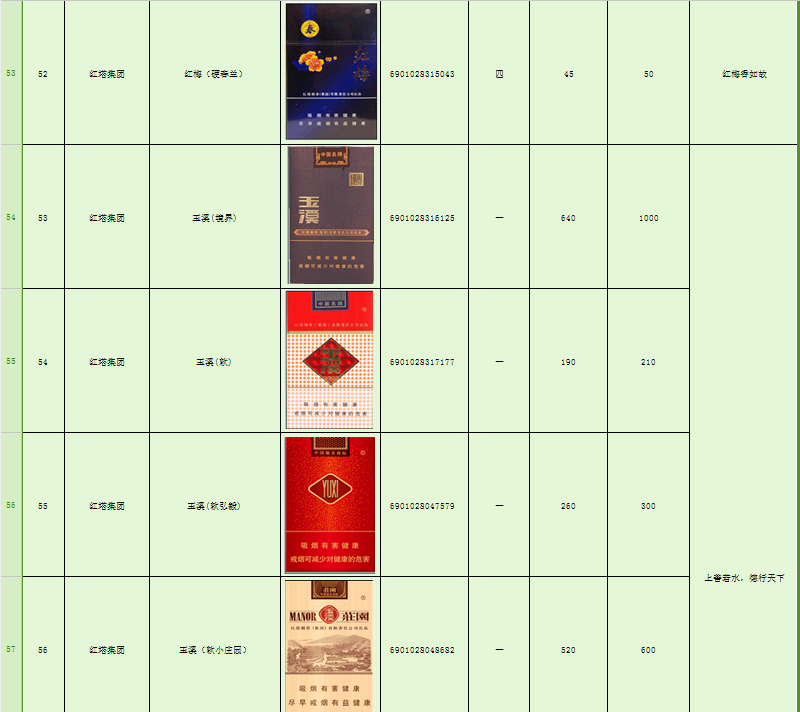 53 52 红塔集团 红梅（硬春兰） 6901028315043 四 45 50 红梅香如故
春
红梅
吸烟有害健康
尽早戒烟有益健康
54 53 红塔集团 玉溪(境界) 6901028316125 一 640 1000
中国名牌
玉溪
吸烟有害健康
戒烟可减少对健康的危害
55 54 红塔集团 玉溪(软) 6901028317177 一 190 210
中国名牌
玉溪
吸烟有害健康
戒烟可减少对健康的危害
56 55 红塔集团 玉溪(软弘毅) 6901028047579 一 260 300
YUXI
吸烟有害健康
戒烟可减少对健康的危害
上善若水，德行天下
57 56 红塔集团 玉溪（软小庄园） 6901028048682 一 520 600
莊園
MANOR 莊園
吸烟有害健康
尽早戒烟有益健康